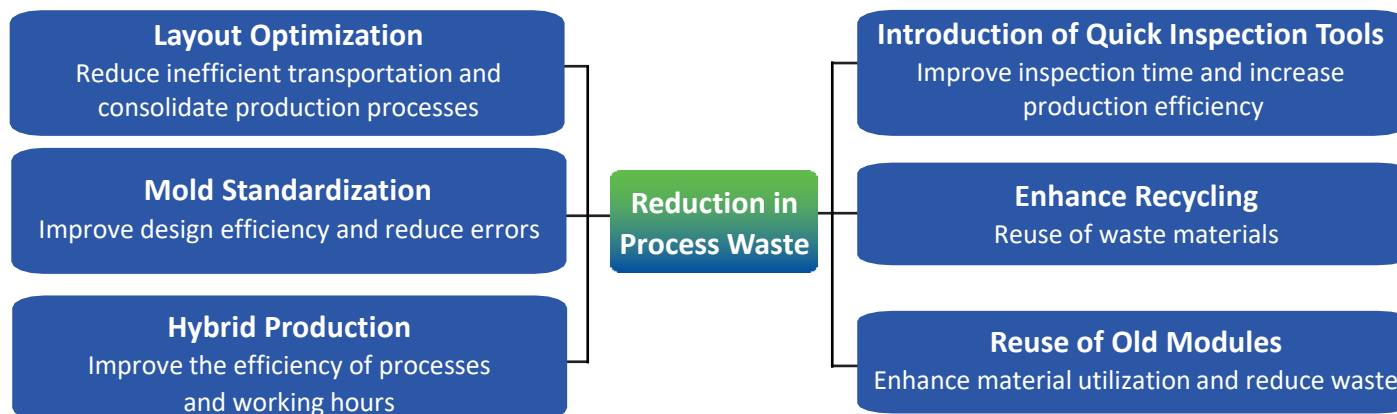 Layout Optimization
Reduce inefficient transportation and
consolidate production processes
Mold Standardization
Improve design efficiency and reduce errors
Hybrid Production
Improve the efficiency of processes
and working hours
Reduction in
Process Waste
Introduction of Quick Inspection Tools
Improve inspection time and increase
production efficiency
Enhance Recycling
Reuse of waste materials
Reuse of Old Modules
Enhance material utilization and reduce waste